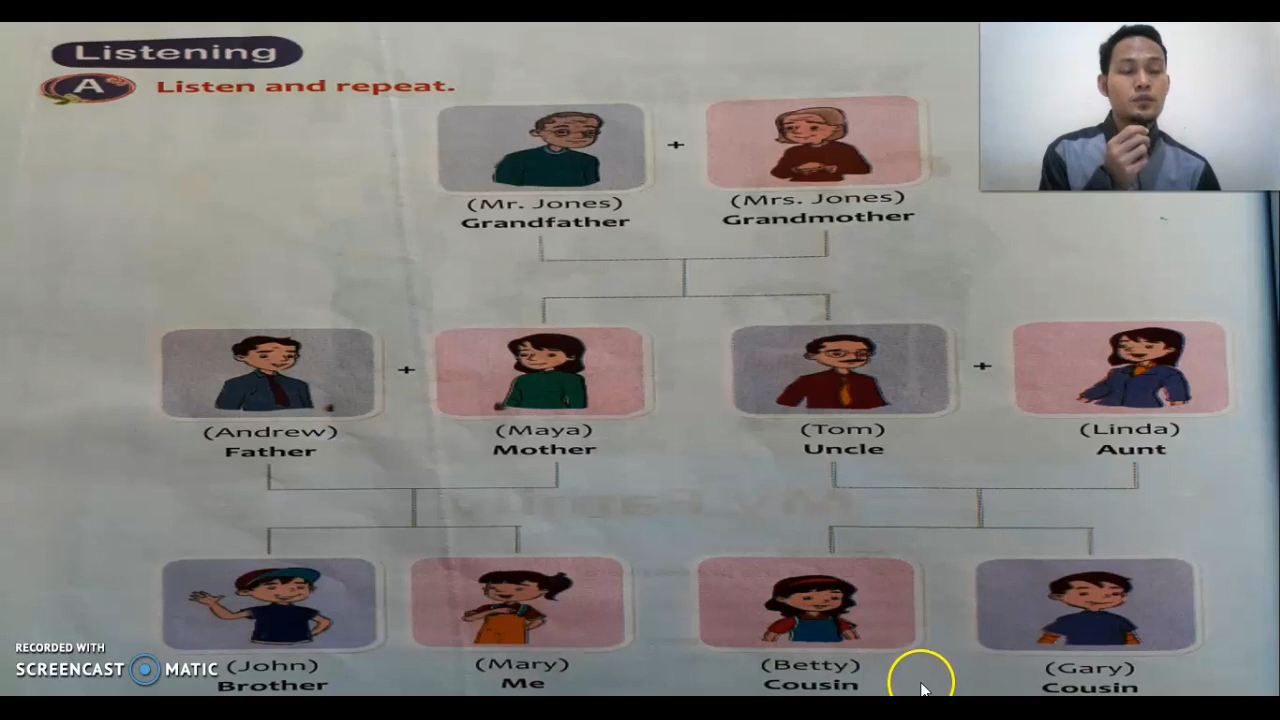 Listening
A Listen and repeat.
(Mr. Jones) + (Mrs. Jones)
Grandfather Grandmother
(Andrew) + (Maya) (Tom) + (Linda)
Father Mother Uncle Aunt
(John) (Mary) (Betty) (Gary)
Brother Me Cousin Cousin
RECORDED WITH
SCREENCAST MATIC